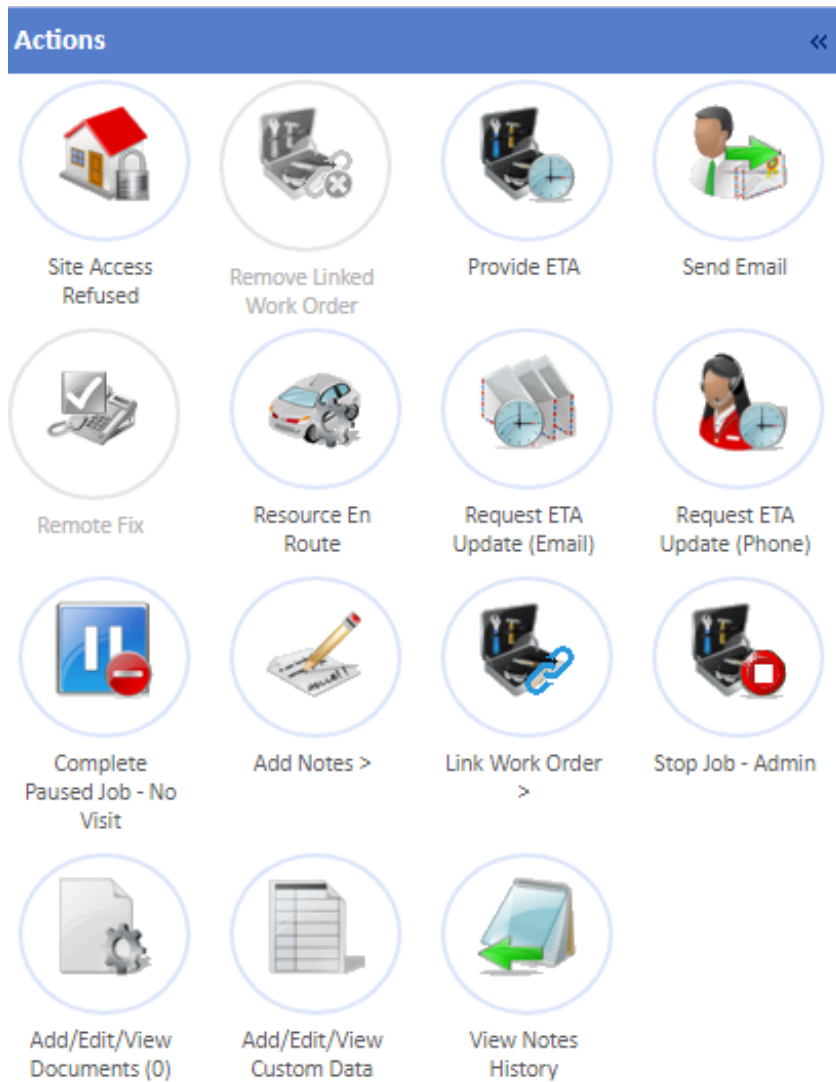 Actions
«
Site Access
Refused
Remove Linked
Work Order
Provide ETA
Send Email
Remote Fix
Resource En
Route
Request ETA
Update (Email)
Request ETA
Update (Phone)
Complete
Paused Job - No
Visit
Add Notes >
Link Work Order
>
Stop Job - Admin
Add/Edit/View
Documents (0)
Add/Edit/View
Custom Data
View Notes
History